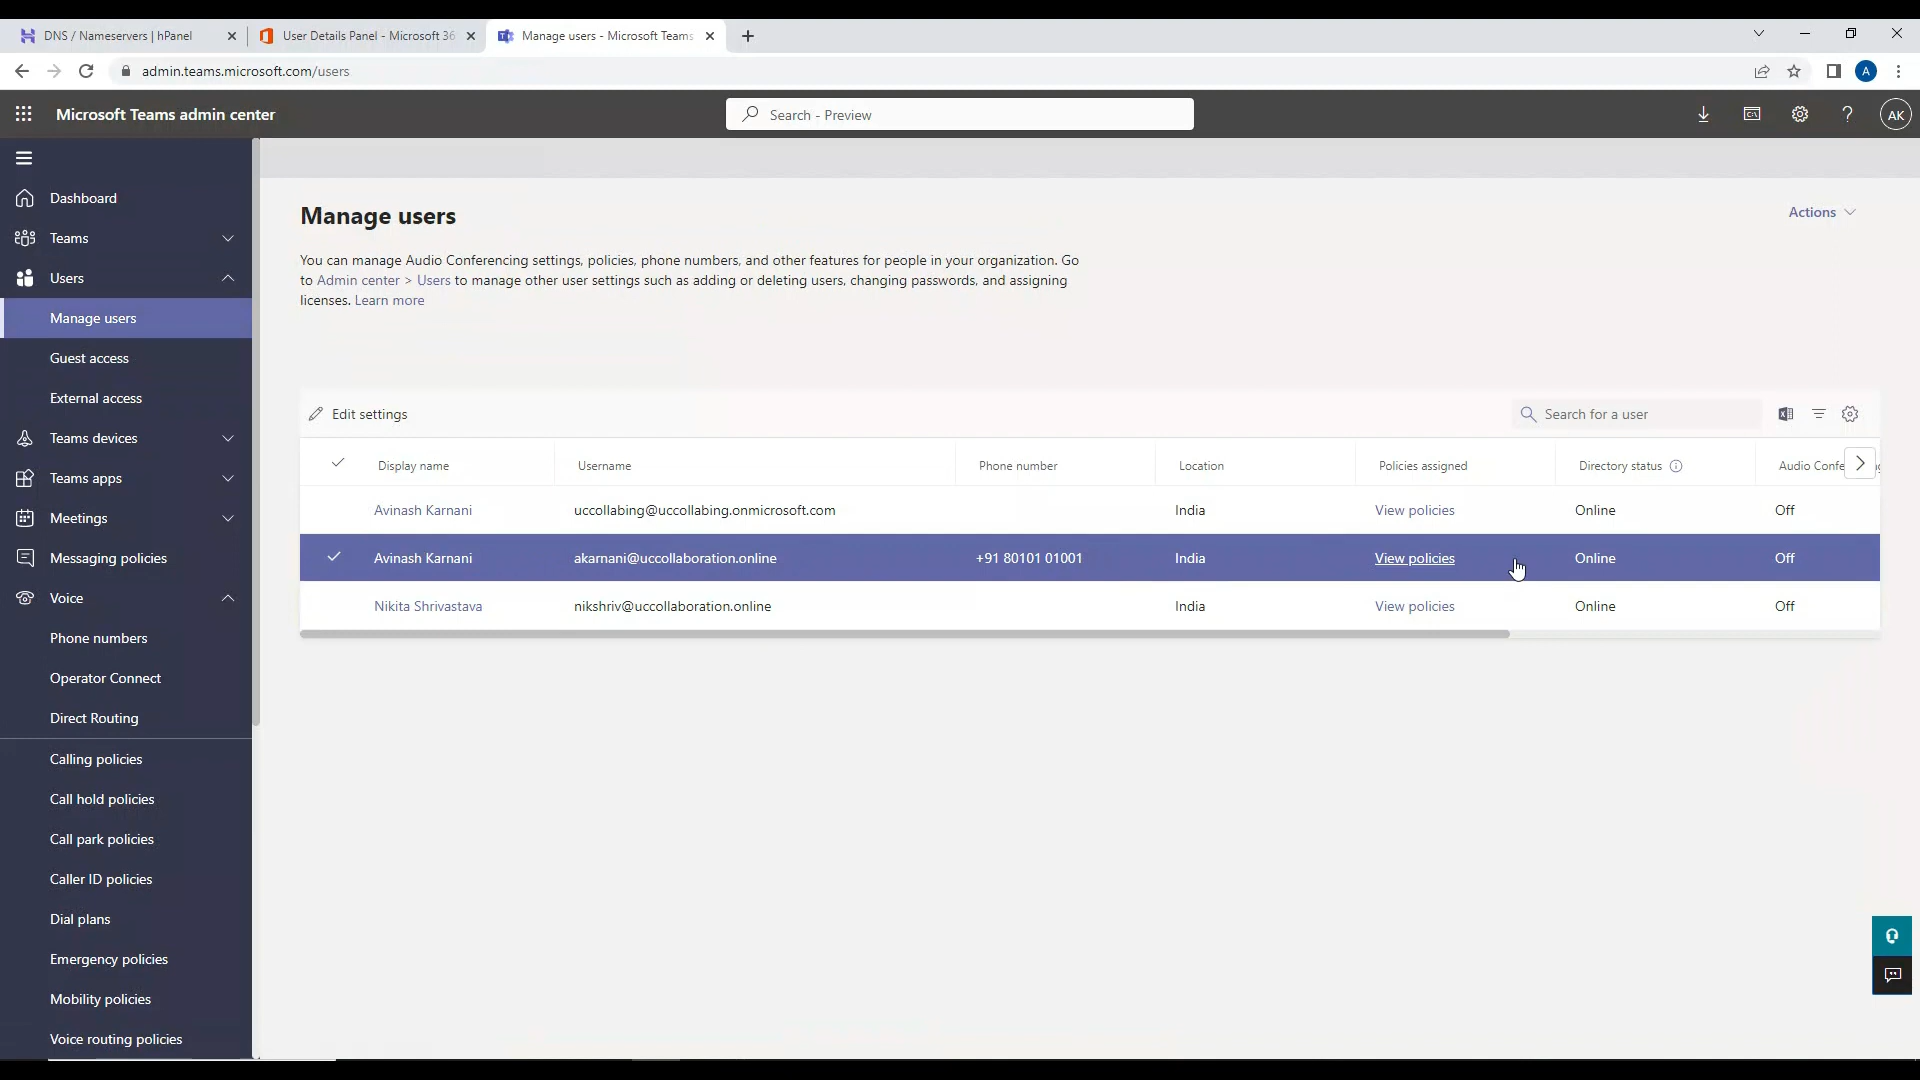 DNS / Nameservers | hPanel
User Details Panel - Microsoft 36
Manage users - Microsoft Teams
admin.teams.microsoft.com/users
A
Microsoft Teams admin center
Search - Preview
AK
Dashboard
Teams
Users
Manage users
Guest access
External access
Teams devices
Teams apps
Meetings
Messaging policies
Voice
Phone numbers
Operator Connect
Direct Routing
Calling policies
Call hold policies
Call park policies
Caller ID policies
Dial plans
Emergency policies
Mobility policies
Voice routing policies
Manage users
Actions
You can manage Audio Conferencing settings, policies, phone numbers, and other features for people in your organization. Go
to Admin center > Users to manage other user settings such as adding or deleting users, changing passwords, and assigning
licenses. Learn more
Edit settings
Search for a user
Display name Username Phone number Location Policies assigned Directory status Audio Confe
Avinash Karnani uccollabing@uccollabing.onmicrosoft.com India View policies Online Off
Avinash Karnani akarnani@uccollaboration.online +91 80101 01001 India View policies Online Off
Nikita Shrivastava nikshriv@uccollaboration.online India View policies Online Off